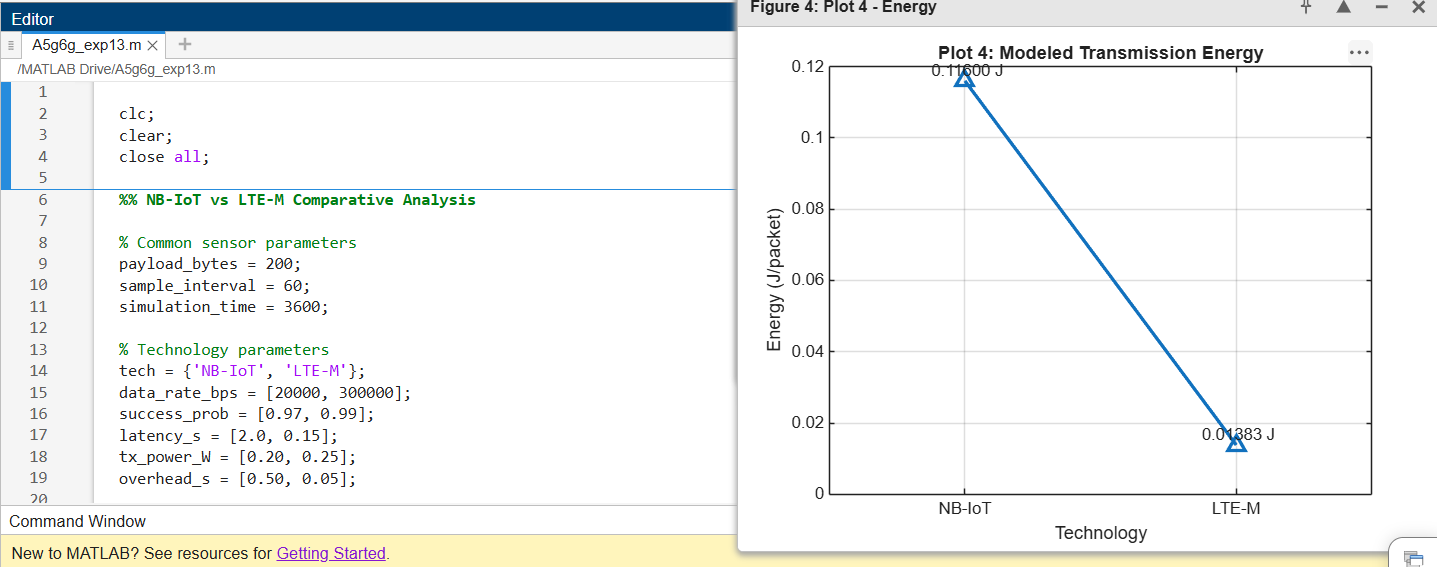 Editor
A5g6g_exp13.m
/MATLAB Drive/A5g6g_exp13.m
1
2 clc;
3 clear;
4 close all;
5
6 %% NB-IoT vs LTE-M Comparative Analysis
7
8 % Common sensor parameters
9 payload_bytes = 200;
10 sample_interval = 60;
11 simulation_time = 3600;
12
13 % Technology parameters
14 tech = {'NB-IoT', 'LTE-M'};
15 data_rate_bps = [20000, 300000];
16 success_prob = [0.97, 0.99];
17 latency_s = [2.0, 0.15];
18 tx_power_W = [0.20, 0.25];
19 overhead_s = [0.50, 0.05];
20
Command Window
New to MATLAB? See resources for Getting Started.
Figure 4: Plot 4 - Energy
Plot 4: Modeled Transmission Energy
0.12
0.11600 J
0.1
0.08
0.06
0.04
0.02
0.01383 J
0
Energy (J/packet)
NB-IoT LTE-M
Technology